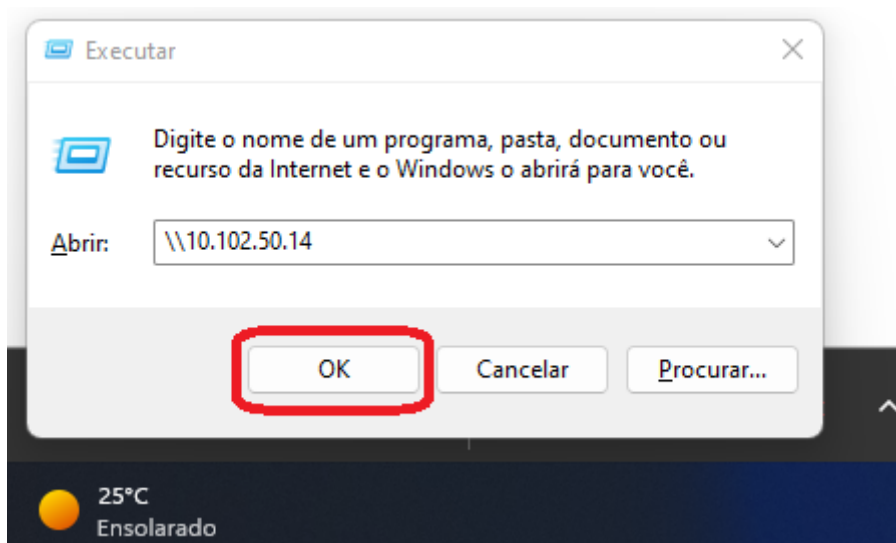 Executar
Digite o nome de um programa, pasta, documento ou
recurso da Internet e o Windows o abrirá para você.
Abrir: \\10.102.50.14
OK Cancelar Procurar...
25°C
Ensolarado